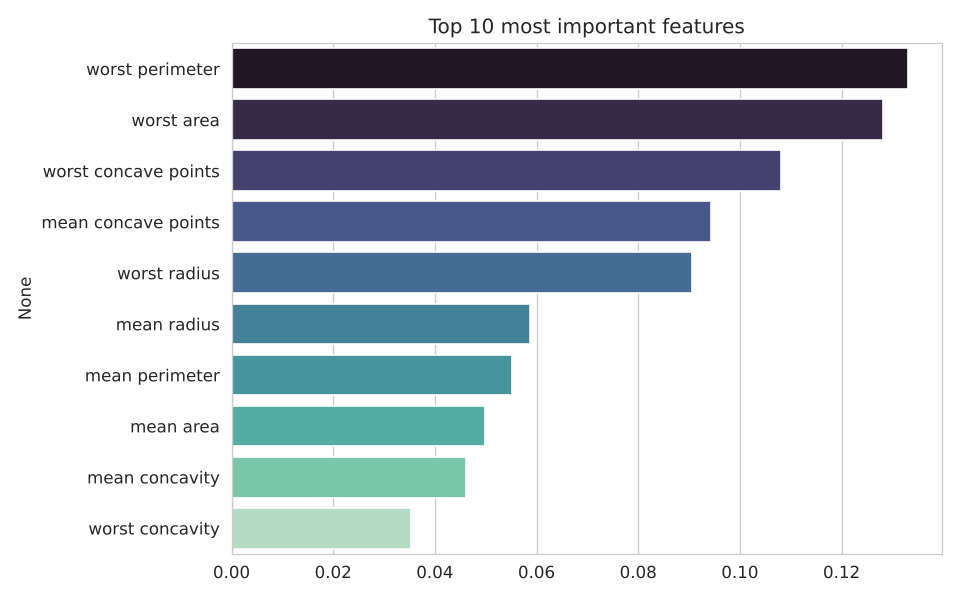 Top 10 most important features
worst perimeter
worst area
worst concave points
mean concave points
worst radius
mean radius
mean perimeter
mean area
mean concavity
worst concavity
None
0.00 0.02 0.04 0.06 0.08 0.10 0.12